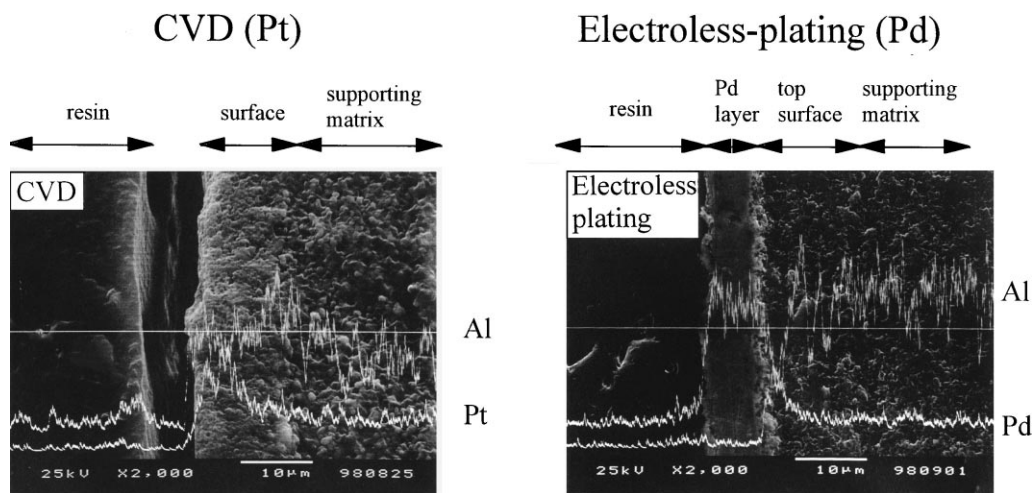 CVD (Pt)
resin
surface
supporting
matrix
CVD
Al
Pt
25kV X2,000 10μm 980825
Electroless-plating (Pd)
resin
Pd
layer
top
surface
supporting
matrix
Electroless
plating
Al
Pd
25kV X2,000 10μm 980901